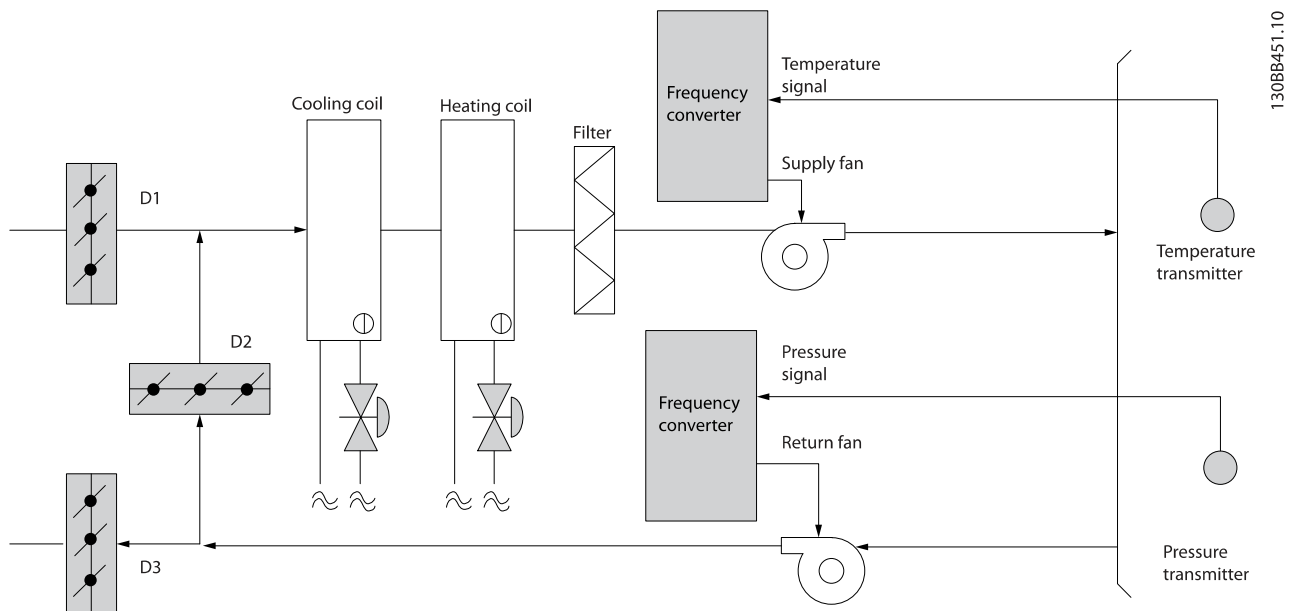 130BB451.10
Temperature
signal
Frequency
converter
Cooling coil
Heating coil
Filter
Supply fan
D1
Temperature
transmitter
D2
Pressure
signal
Frequency
converter
Return fan
D3
Pressure
transmitter